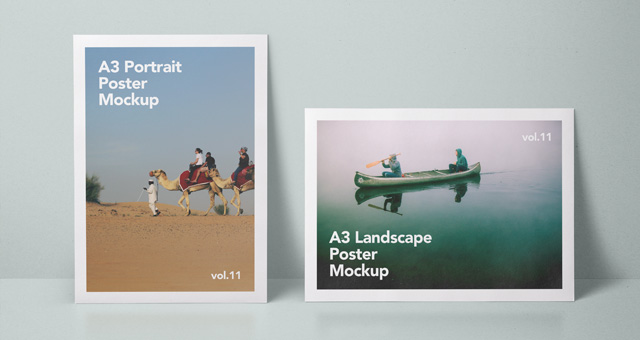 A3 Portrait
Poster
Mockup
vol.11
vol.11
A3 Landscape
Poster
Mockup